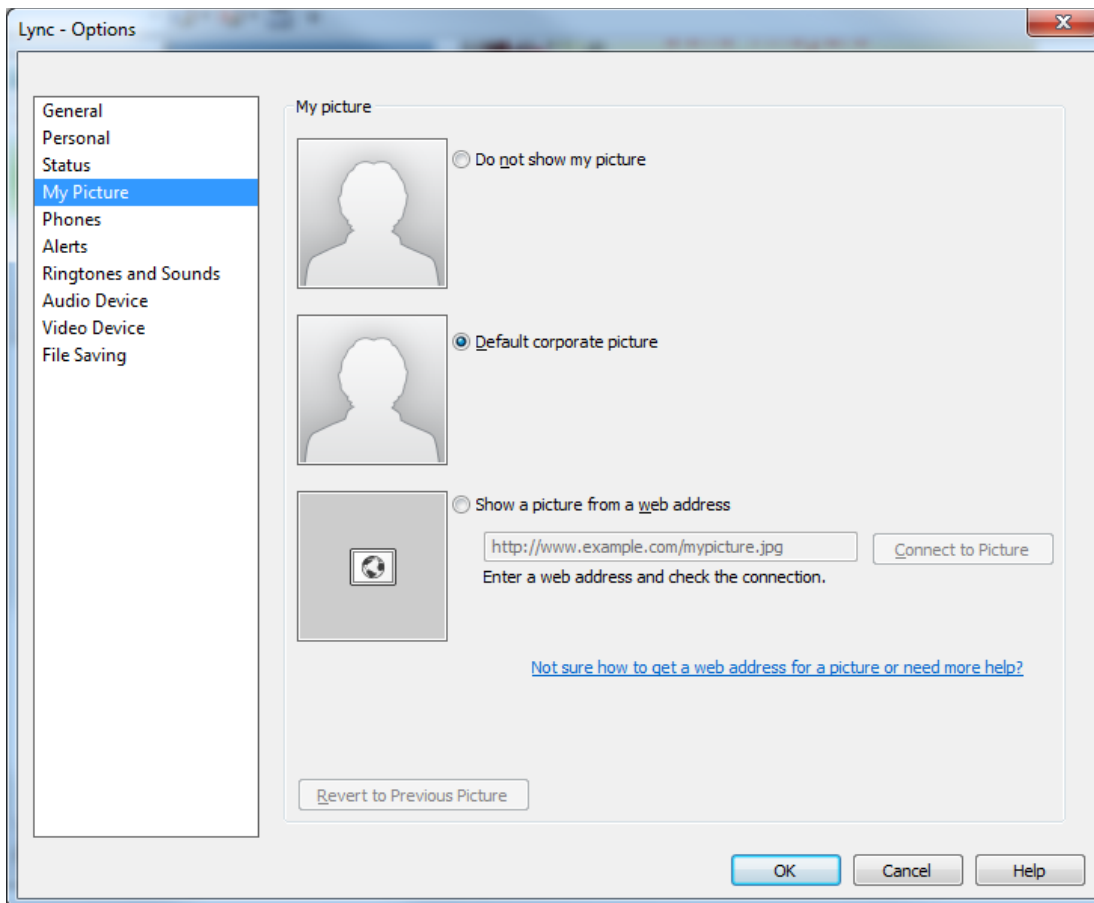 Lync - Options
General
Personal
Status
My Picture
Phones
Alerts
Ringtones and Sounds
Audio Device
Video Device
File Saving
My picture
Do not show my picture
Default corporate picture
Show a picture from a web address
http://www.example.com/mypicture.jpg
Connect to Picture
Enter a web address and check the connection.
Not sure how to get a web address for a picture or need more help?
Revert to Previous Picture
OK
Cancel
Help